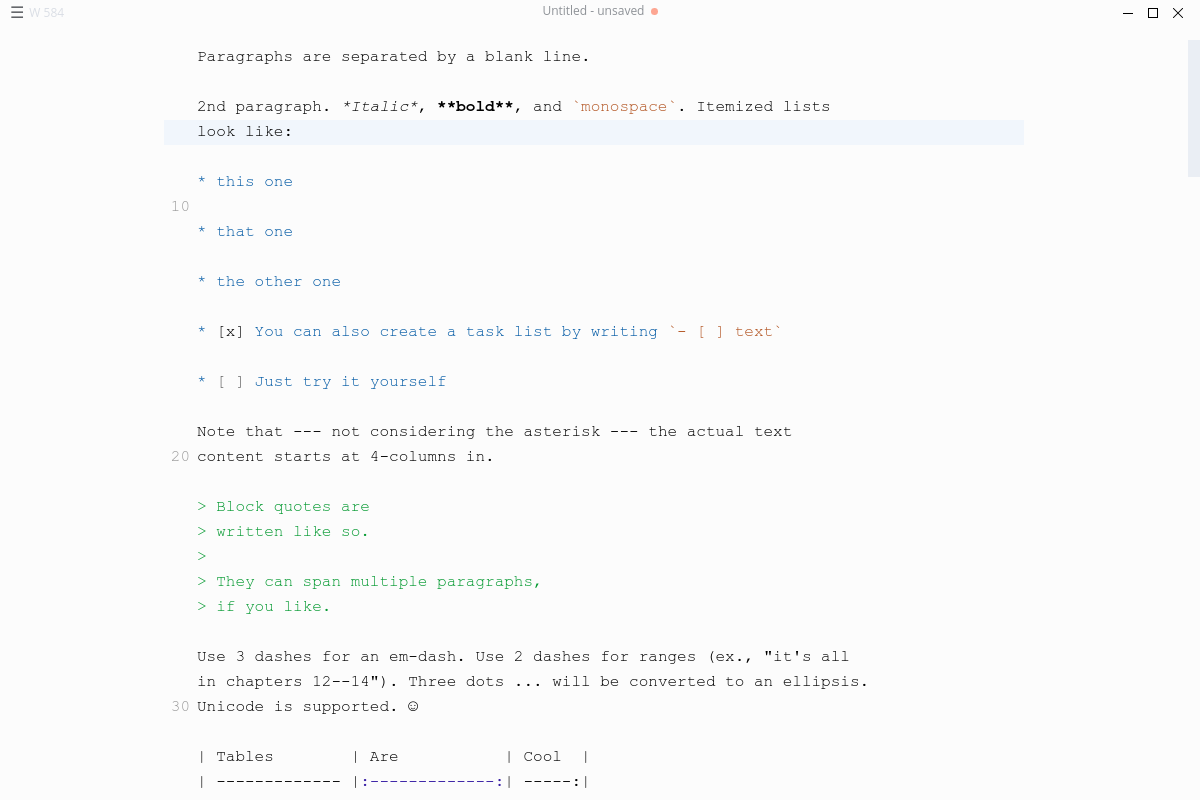 ☰ W 584
Untitled - unsaved
Paragraphs are separated by a blank line.
2nd paragraph. *Italic*, **bold**, and `monospace`. Itemized lists
look like:
* this one
10
* that one
* the other one
* [x] You can also create a task list by writing `- [ ] text`
* [ ] Just try it yourself
Note that --- not considering the asterisk --- the actual text
20 content starts at 4-columns in.
> Block quotes are
> written like so.
>
> They can span multiple paragraphs,
> if you like.
Use 3 dashes for an em-dash. Use 2 dashes for ranges (ex., "it's all
in chapters 12--14"). Three dots ... will be converted to an ellipsis.
30 Unicode is supported. ☺
| Tables        | Are           | Cool  |
| ------------- |:-------------:| -----:|